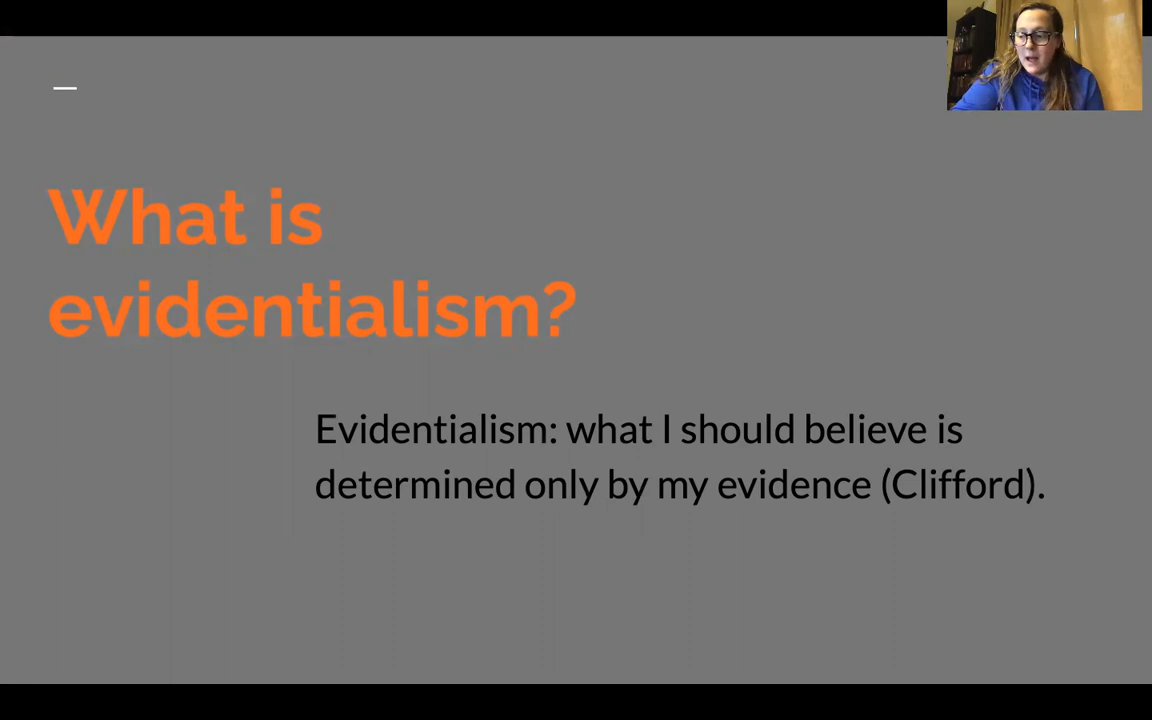 What is
evidentialism?
Evidentialism: what I should believe is
determined only by my evidence (Clifford).